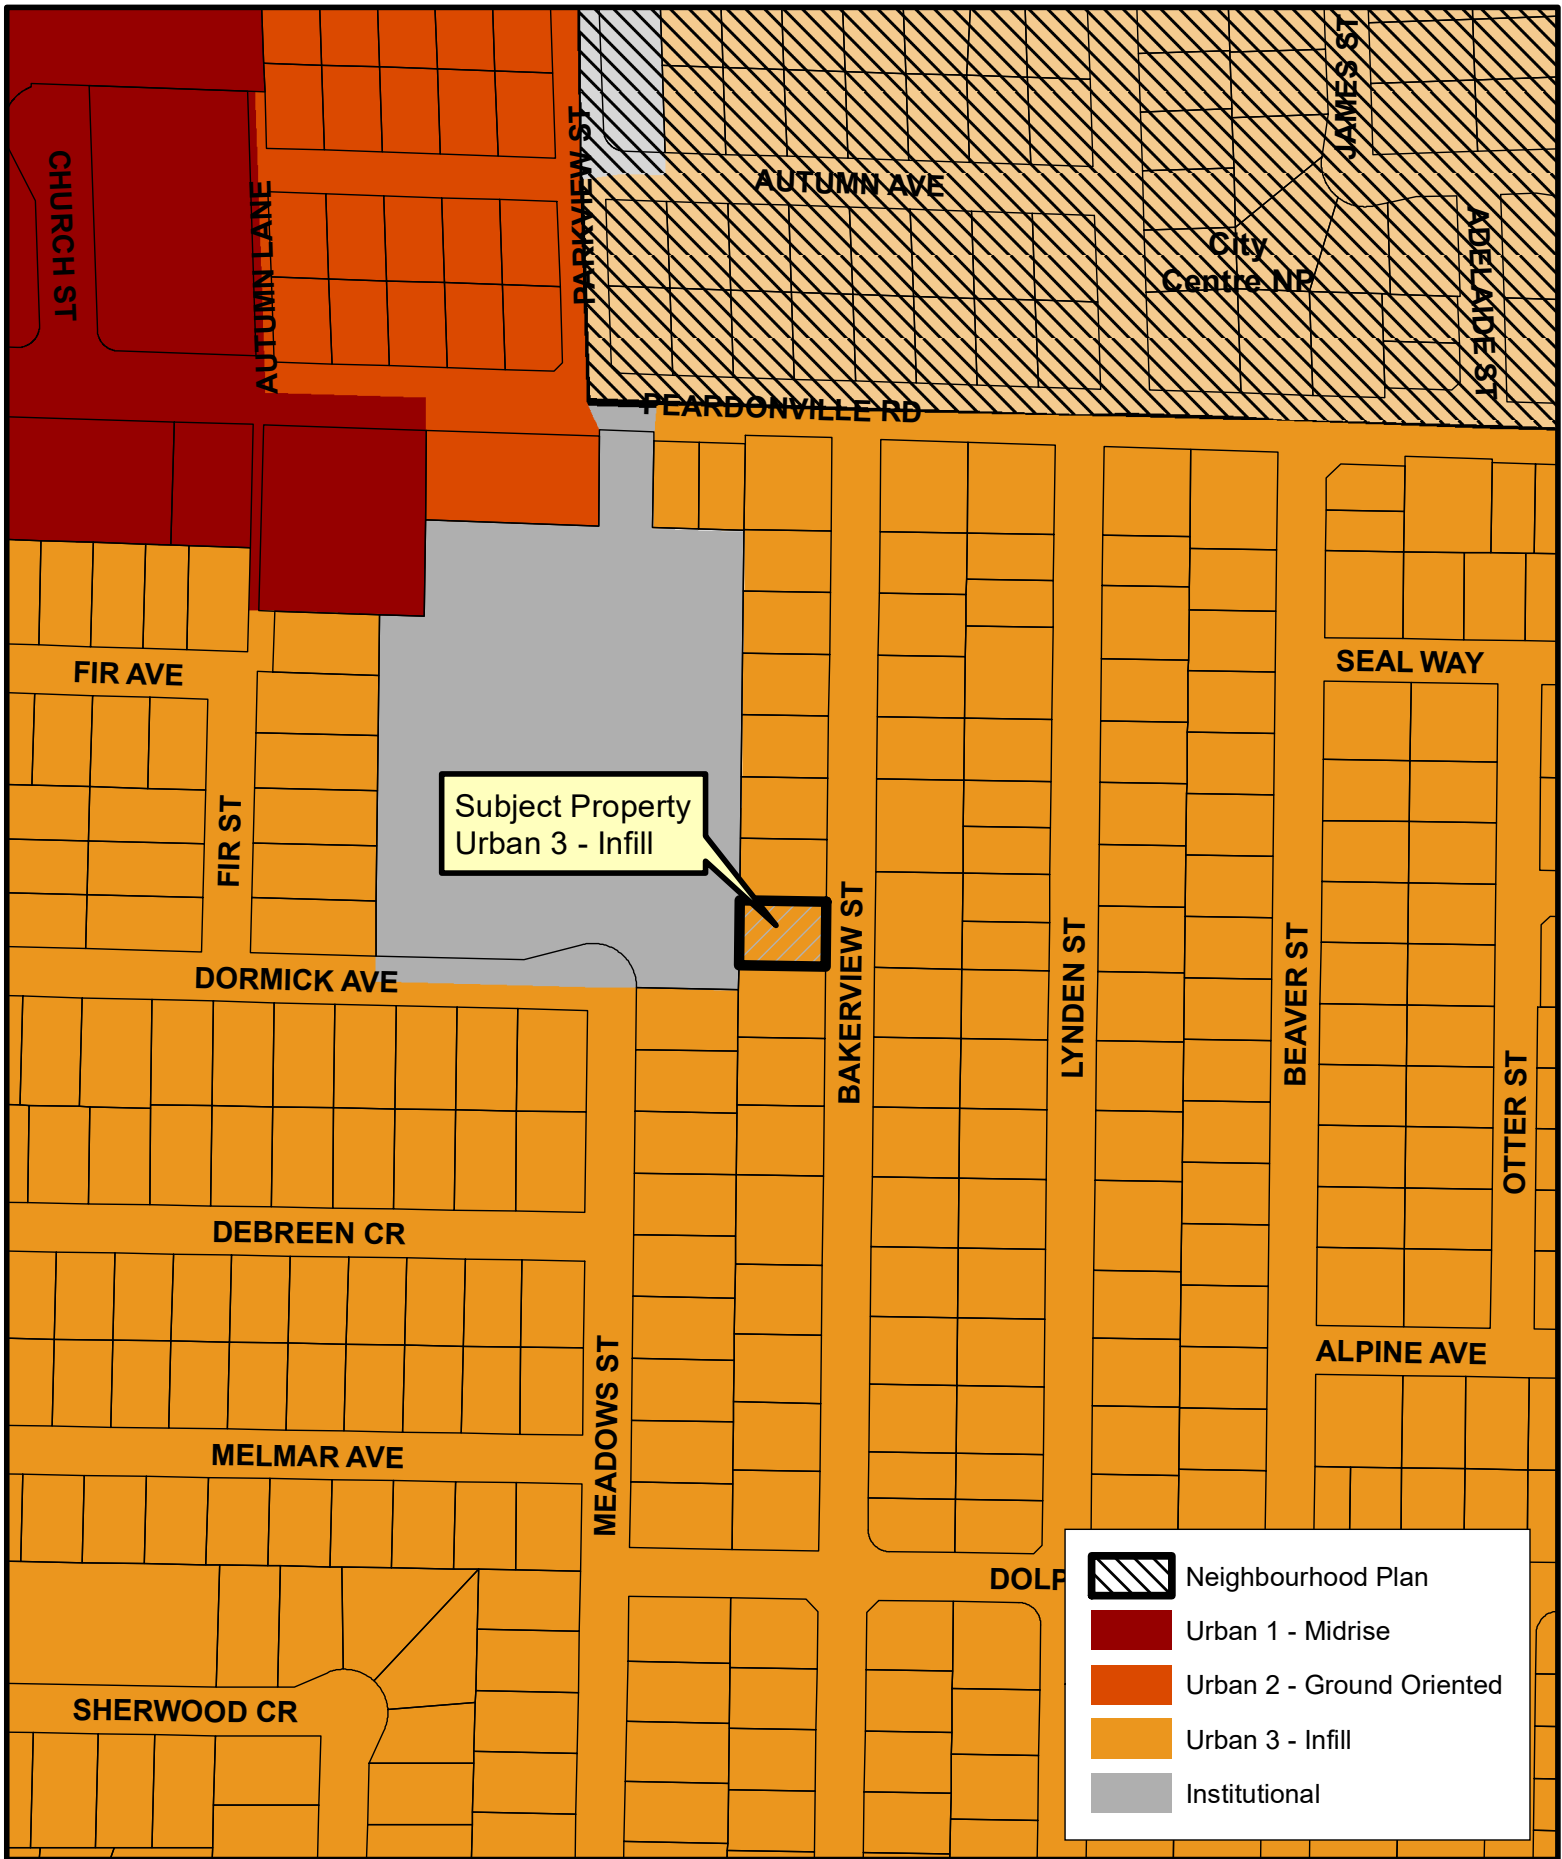 JAMES ST
CHURCH ST
AUTUMN LANE
PARKVIEW ST
AUTUMN AVE
City
Centre NP
ADELAIDE ST
PEARDONVILLE RD
FIR AVE
SEAL WAY
Subject Property
Urban 3 - Infill
FIR ST
DORMICK AVE
BAKERVIEW ST
LYNDEN ST
BEAVER ST
OTTER ST
DEBREEN CR
MEADOWS ST
ALPINE AVE
MELMAR AVE
DOLP
SHERWOOD CR
Neighbourhood Plan
Urban 1 - Midrise
Urban 2 - Ground Oriented
Urban 3 - Infill
Institutional